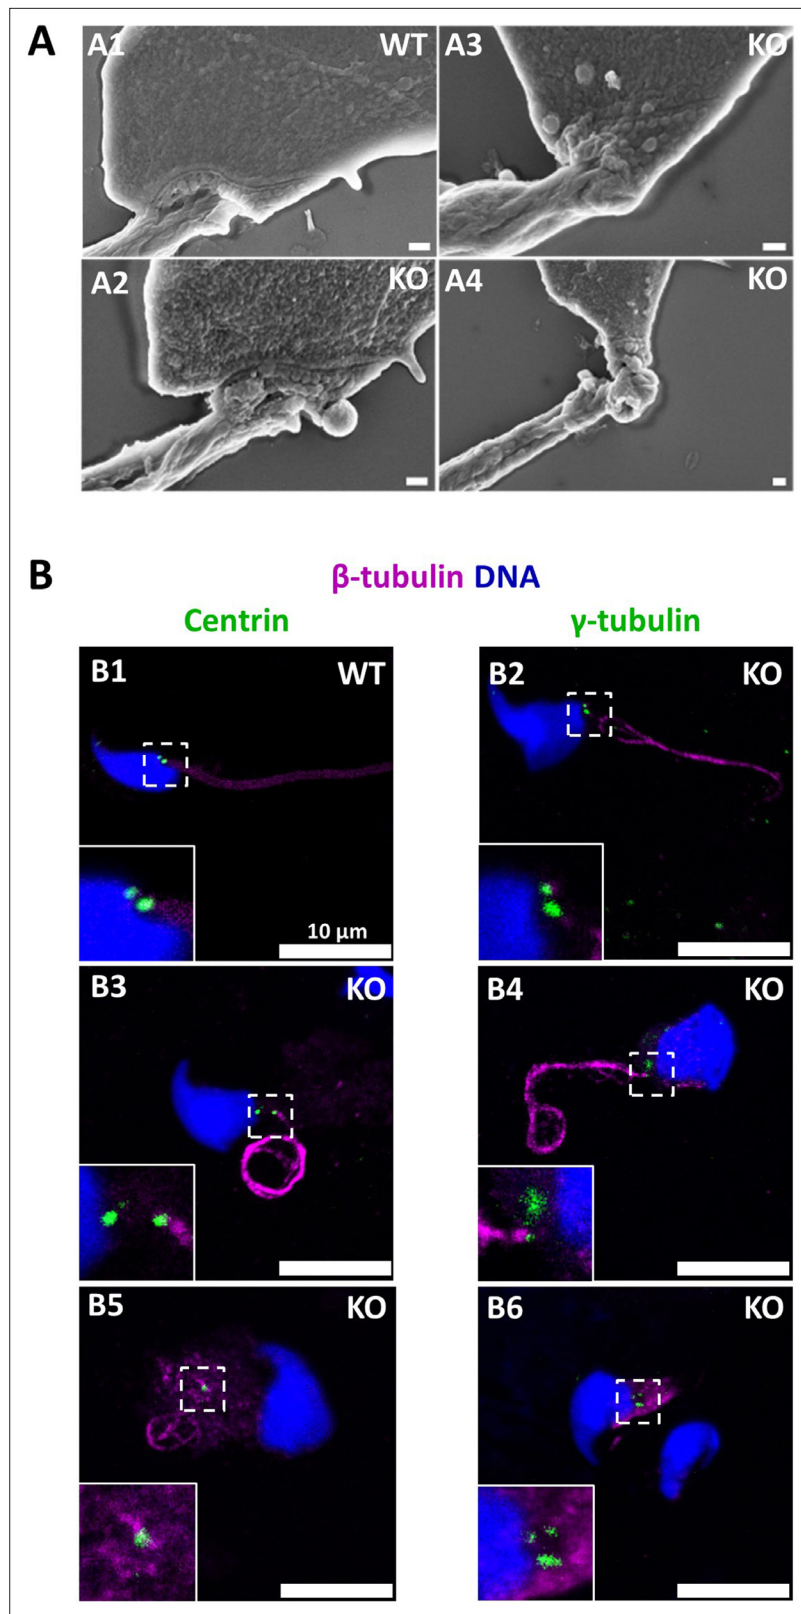 A
A1 WT
A3 KO
A2 KO
A4 KO
B
β-tubulin DNA
Centrin
γ-tubulin
B1 WT
10 µm
B2 KO
B3 KO
B4 KO
B5 KO
B6 KO